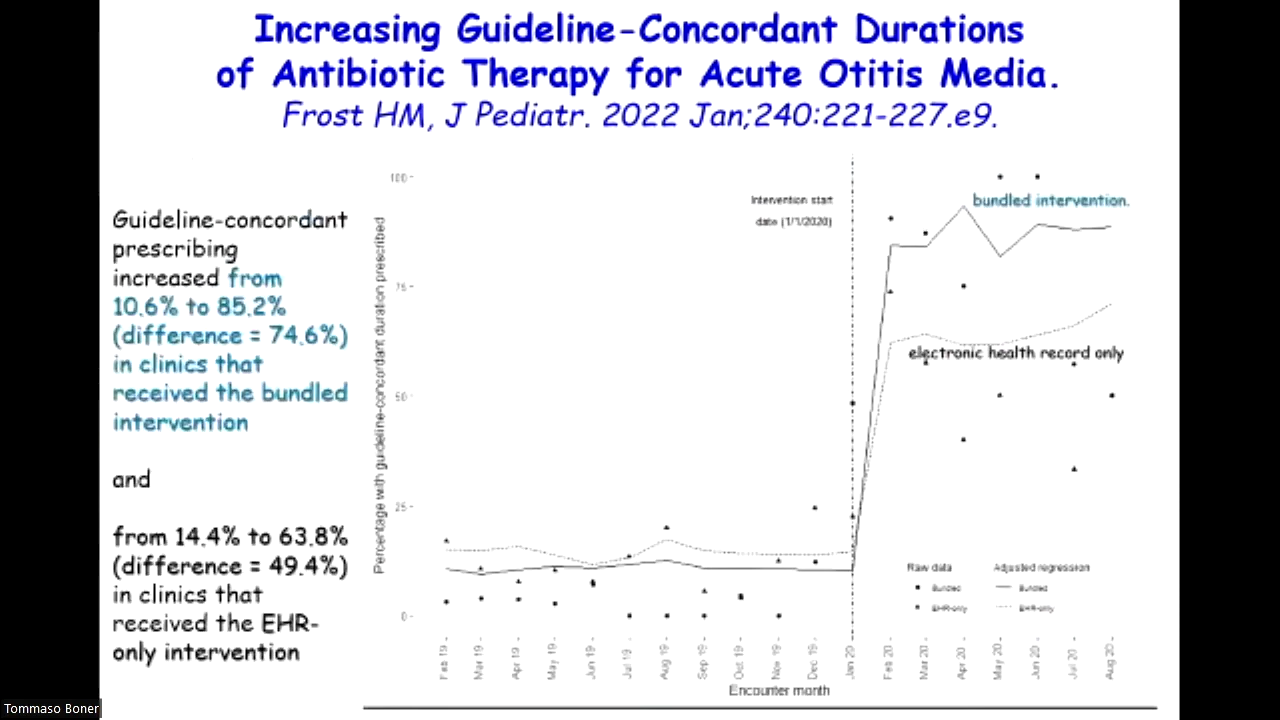 Increasing Guideline-Concordant Durations
of Antibiotic Therapy for Acute Otitis Media.
Frost HM, J Pediatr. 2022 Jan;240:221-227.e9.
Guideline-concordant
prescribing
increased from
10.6% to 85.2%
(difference = 74.6%)
in clinics that
received the bundled
intervention
and
from 14.4% to 63.8%
(difference = 49.4%)
in clinics that
received the EHR-
only intervention
Percentage with guideline-concordant duration prescribed
100
75
50
25
0
Intervention start
date (1/1/2020)
bundled intervention.
electronic health record only
Raw data
Bundled
EHR-only
Adjusted regression
Bundled
EHR-only
Feb 19
Mar 19
Apr 19
May 19
Jun 19
Jul 19
Aug 19
Sep 19
Oct 19
Nov 19
Dec 19
Jan 20
Feb 20
Mar 20
Apr 20
May 20
Jun 20
Jul 20
Aug 20
Encounter month
Tommaso Boner